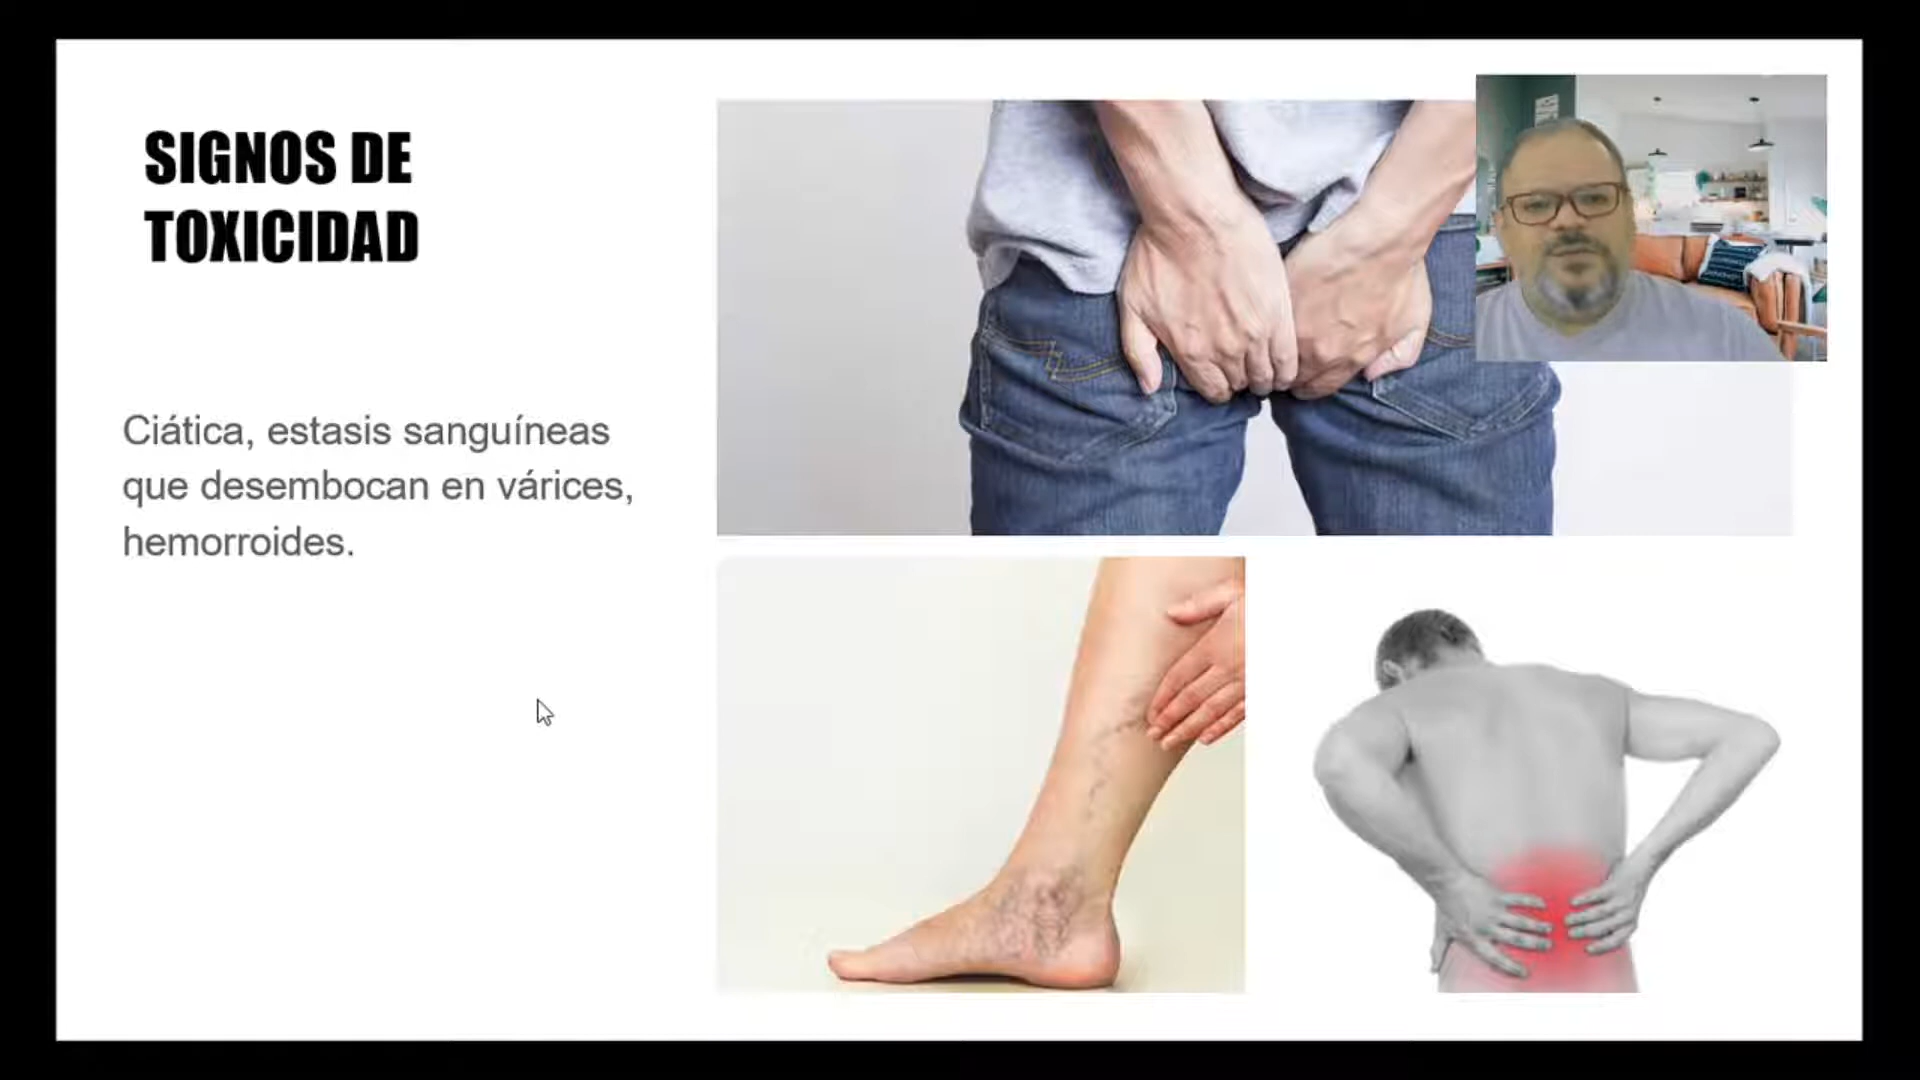 SIGNOS DE
TOXICIDAD
Ciática, estasis sanguíneas
que desembocan en várices,
hemorroides.